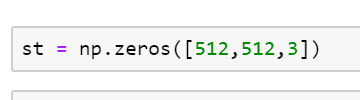 st = np.zeros([512,512,3])